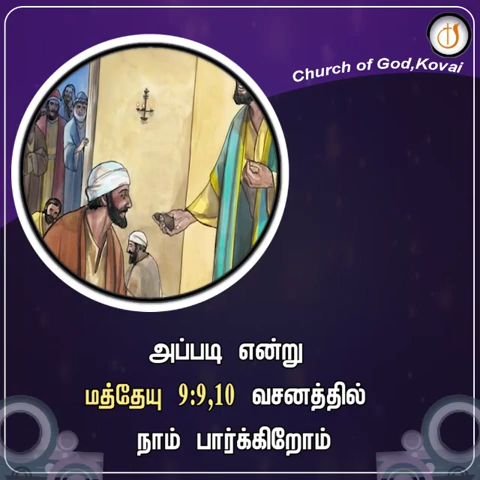 Church of God,Kovai
அப்படி என்று
மத்தேயு 9:9,10 வசனத்தில்
நாம் பார்க்கிறோம்